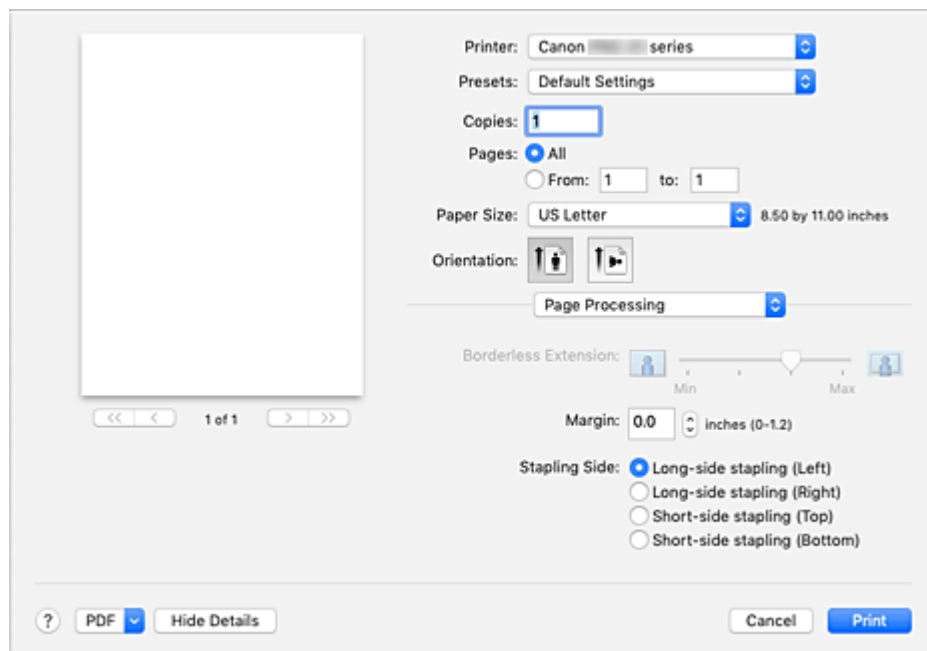 Printer: Canon series
Presets: Default Settings
Copies: 1
Pages: All
From: 1 to: 1
Paper Size: US Letter 8.50 by 11.00 inches
Orientation:
Page Processing
Borderless Extension:
Min Max
1 of 1
Margin: 0.0 inches (0-1.2)
Stapling Side: Long-side stapling (Left)
Long-side stapling (Right)
Short-side stapling (Top)
Short-side stapling (Bottom)
? PDF Hide Details Cancel Print